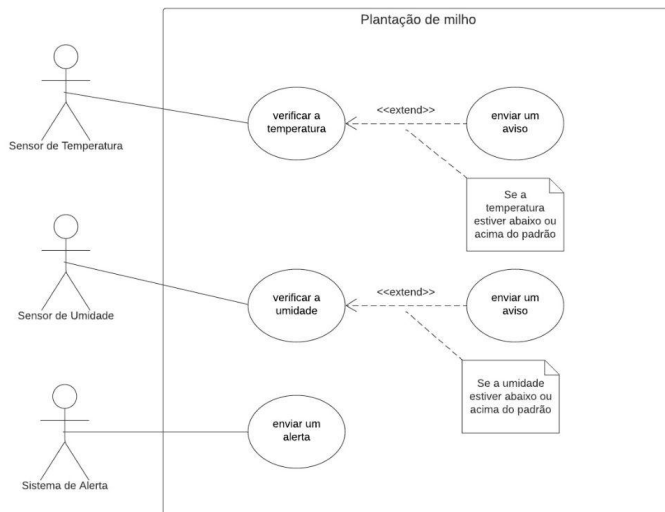 Plantação de milho
Sensor de Temperatura
verificar a
temperatura
<<extend>>
enviar um
aviso
Se a
temperatura
estiver abaixo ou
acima do padrão
Sensor de Umidade
verificar a
umidade
<<extend>>
enviar um
aviso
Se a umidade
estiver abaixo ou
acima do padrão
Sistema de Alerta
enviar um
alerta